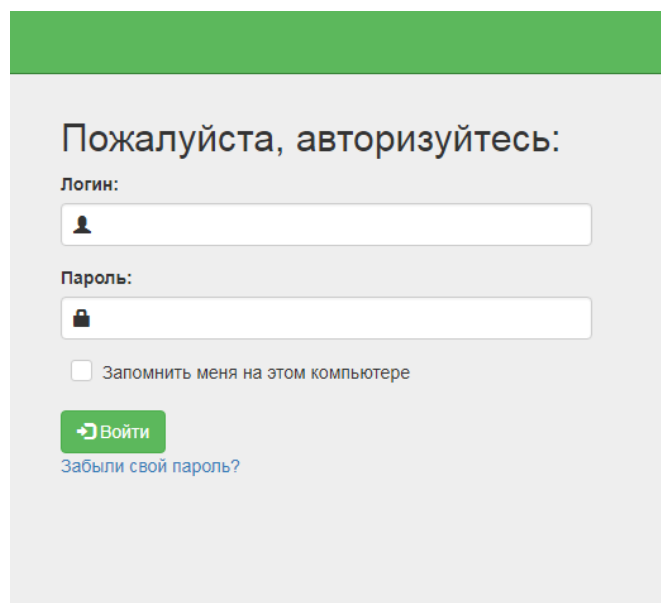 Пожалуйста, авторизуйтесь:
Логин:
Пароль:
Запомнить меня на этом компьютере
Войти
Забыли свой пароль?